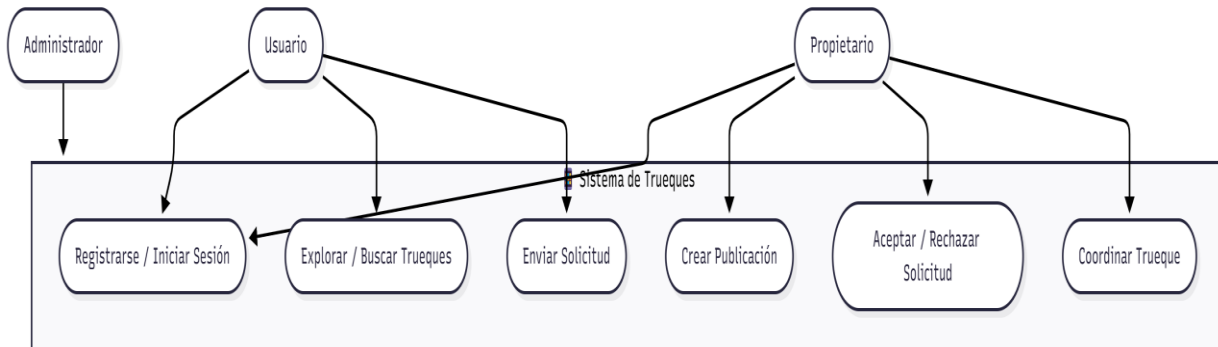 Administrador
Usuario
Propietario
Sistema de Trueques
Registrarse / Iniciar Sesión
Explorar / Buscar Trueques
Enviar Solicitud
Crear Publicación
Aceptar / Rechazar
Solicitud
Coordinar Trueque